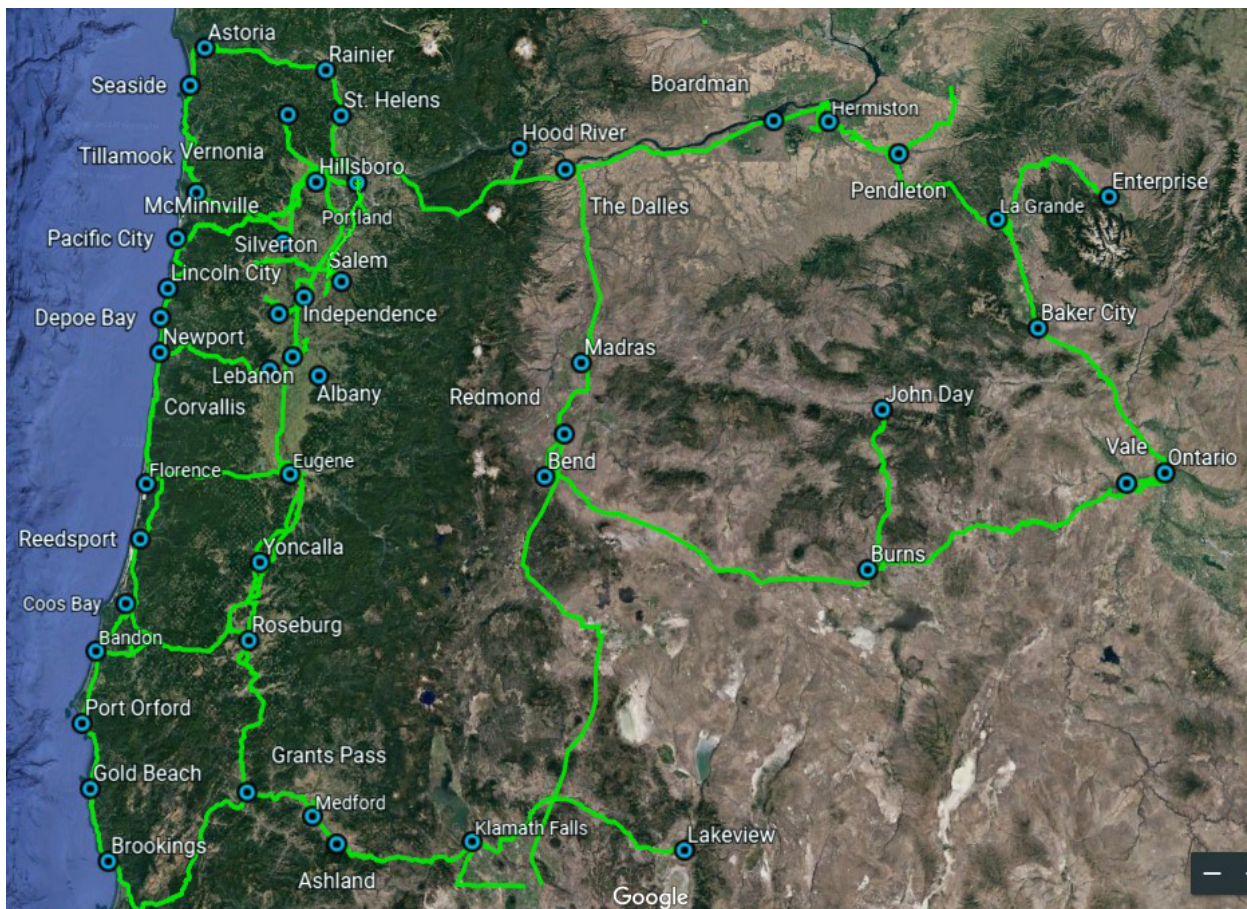 Astoria
Rainier
Seaside
Boardman
St. Helens
Hermiston
Hood River
Tillamook
Vernonia
Hillsboro
Pendleton
Enterprise
McMinnville
Portland
The Dalles
La Grande
Pacific City
Silverton
Salem
Lincoln City
Depoe Bay
Independence
Baker City
Newport
Madras
Lebanon
Albany
Redmond
Corvallis
John Day
Vale
Ontario
Florence
Eugene
Bend
Reedsport
Yoncalla
Burns
Coos Bay
Bandon
Roseburg
Port Orford
Grants Pass
Gold Beach
Medford
Klamath Falls
Lakeview
Brookings
Ashland
Google